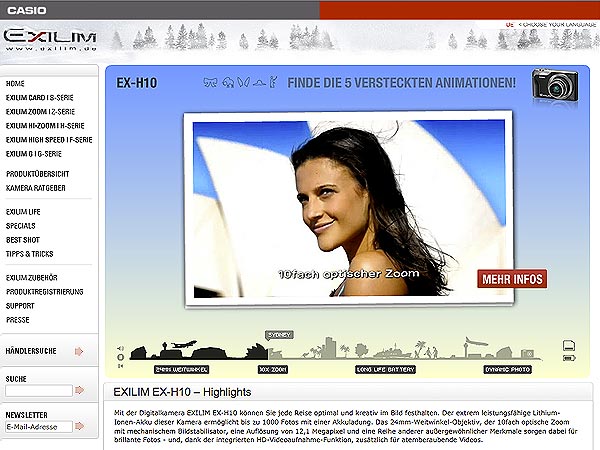 CASIO
DE < CHOOSE YOUR LANGUAGE
EXILIM
www.exilim.de
HOME
EXILIM CARD | S-SERIE
EXILIM ZOOM | Z-SERIE
EXILIM HI-ZOOM | H-SERIE
EXILIM HIGH SPEED | F-SERIE
EXILIM G | G-SERIE
PRODUKTÜBERSICHT
KAMERA RATGEBER
EXILIM LIFE
SPECIALS
BEST SHOT
TIPPS & TRICKS
EXILIM ZUBEHÖR
PRODUKTREGISTRIERUNG
SUPPORT
PRESSE
HÄNDLERSUCHE
SUCHE
NEWSLETTER
E-Mail-Adresse
EX-H10
FINDE DIE 5 VERSTECKTEN ANIMATIONEN!
10fach optischer Zoom
MEHR INFOS
SYDNEY
24MM WEITWINKEL
10X ZOOM
LONG LIFE BATTERY
DYNAMIC PHOTO
EXILIM EX-H10 – Highlights
Mit der Digitalkamera EXILIM EX-H10 können Sie jede Reise optimal und kreativ im Bild festhalten. Der extrem leistungsfähige Lithium-
Ionen-Akku dieser Kamera ermöglicht bis zu 1000 Fotos mit einer Akkuladung. Das 24mm-Weitwinkel-Objektiv, der 10fach optische Zoom
mit mechanischem Bildstabilisator, eine Auflösung von 12,1 Megapixel und eine Reihe anderer außergewöhnlicher Merkmale sorgen dabei für
brillante Fotos - und, dank der integrierten HD-Videoaufnahme-Funktion, zusätzlich für atemberaubende Videos.